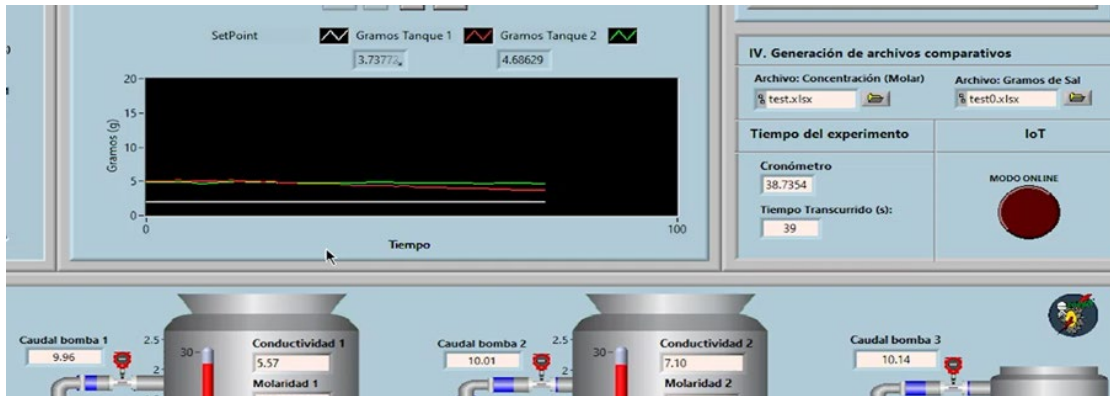 SetPoint Gramos Tanque 1 Gramos Tanque 2
4.68629
Gramos (g)
20
15
10
5
0
0 100
Tiempo
IV. Generación de archivos comparativos
Archivo: Concentración (Molar) Archivo: Gramos de Sal
test.xlsx test0.xlsx
Tiempo del experimento IoT
Cronómetro
38.7354
MODO ONLINE
Tiempo Transcurrido (s):
39
Caudal bomba 1
9.96
2.5
2
30
Conductividad 1
5.57
Molaridad 1
Caudal bomba 2
10.01
2.5
2
30
Conductividad 2
7.10
Molaridad 2
Caudal bomba 3
10.14